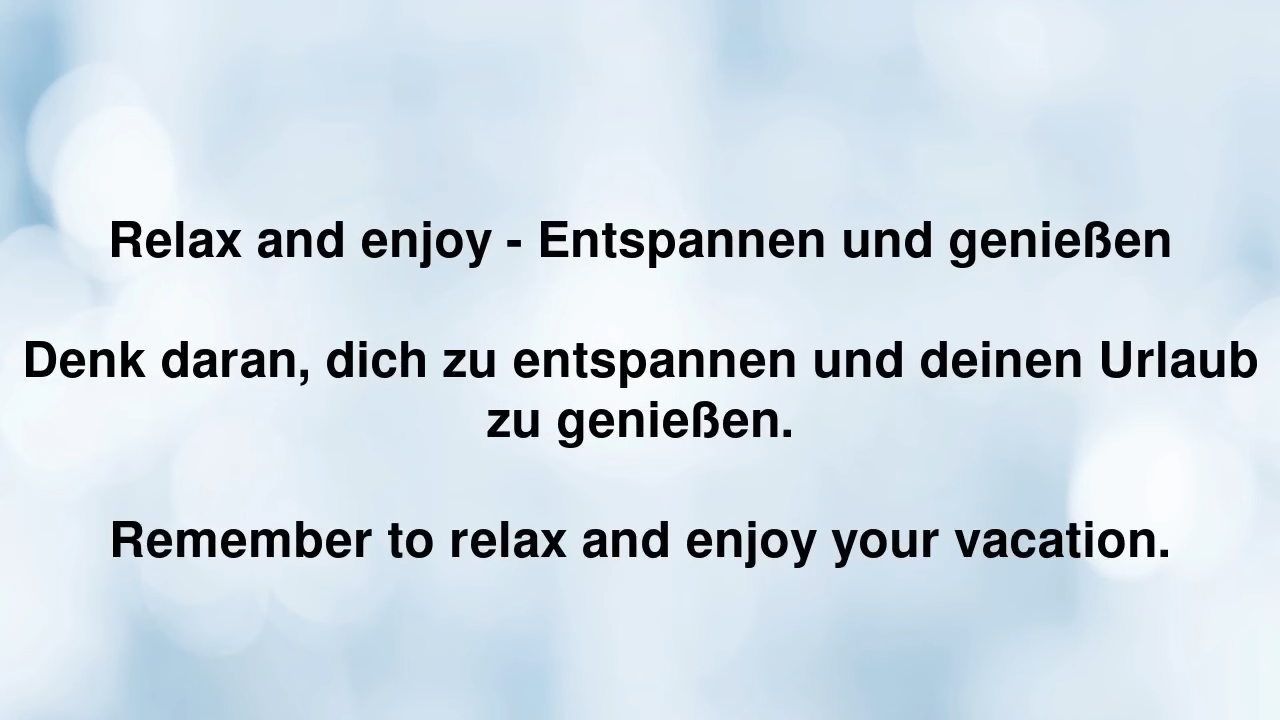 Relax and enjoy - Entspannen und genießen
Denk daran, dich zu entspannen und deinen Urlaub
zu genießen.
Remember to relax and enjoy your vacation.